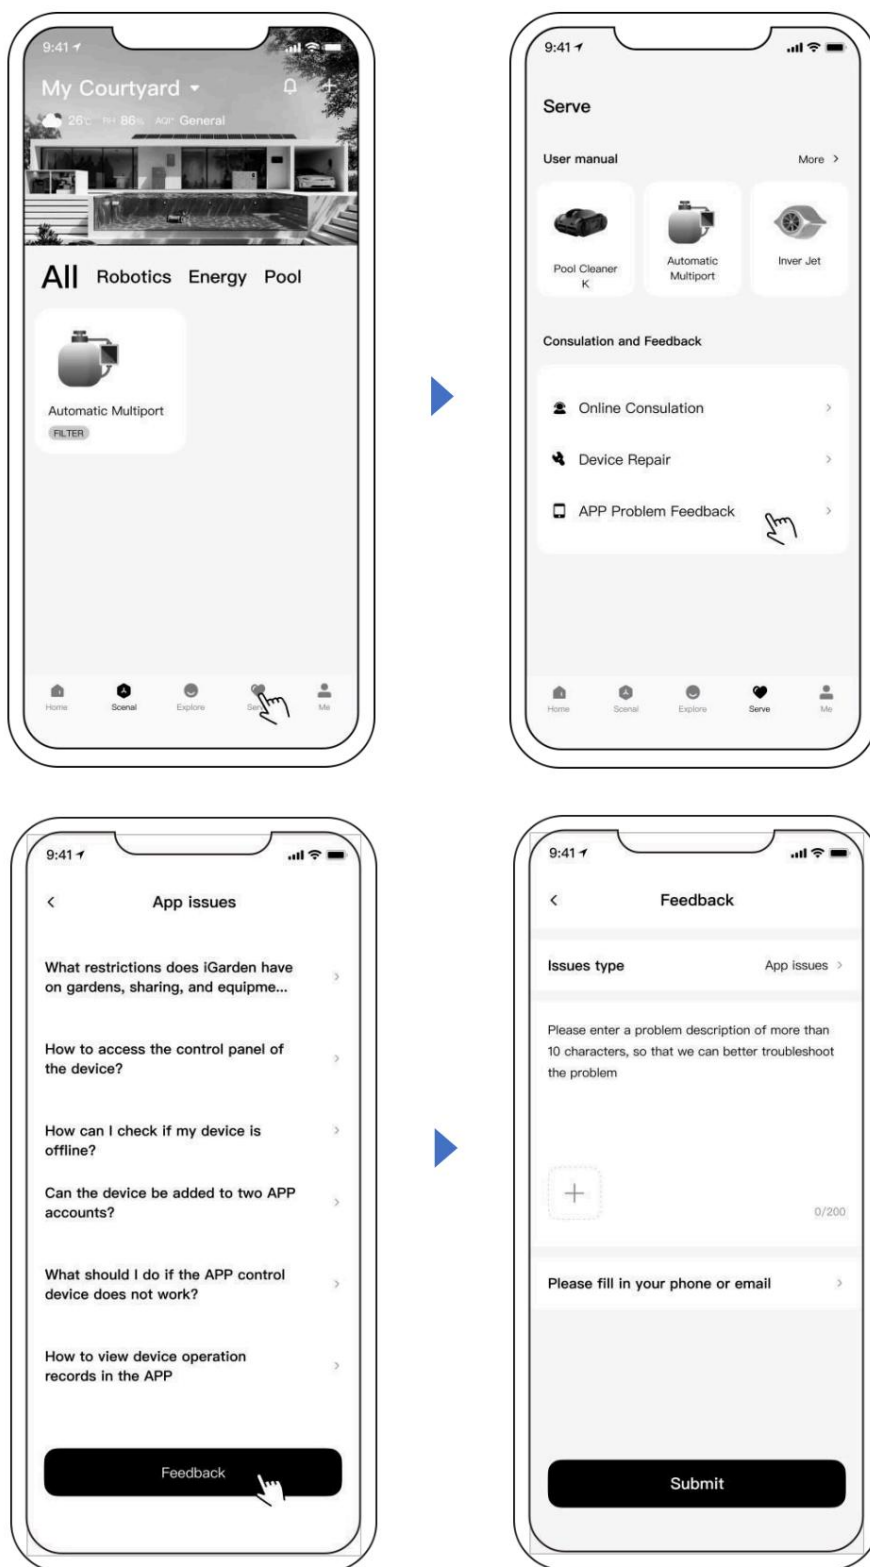 9:41
My Courtyard
26℃ RH 86% AQI* General
All Robotics Energy Pool
Automatic Multiport
FILTER
Home Scenal Explore Serve Me
9:41
Serve
User manual More >
Pool Cleaner
K
Automatic
Multiport
Inver Jet
Consulation and Feedback
Online Consulation >
Device Repair >
APP Problem Feedback >
Home Scenal Explore Serve Me
9:41
< App issues
What restrictions does iGarden have
on gardens, sharing, and equipme... >
How to access the control panel of
the device? >
How can I check if my device is
offline? >
Can the device be added to two APP
accounts? >
What should I do if the APP control
device does not work? >
How to view device operation
records in the APP >
Feedback
9:41
< Feedback
Issues type App issues >
Please enter a problem description of more than
10 characters, so that we can better troubleshoot
the problem
0/200
Please fill in your phone or email >
Submit